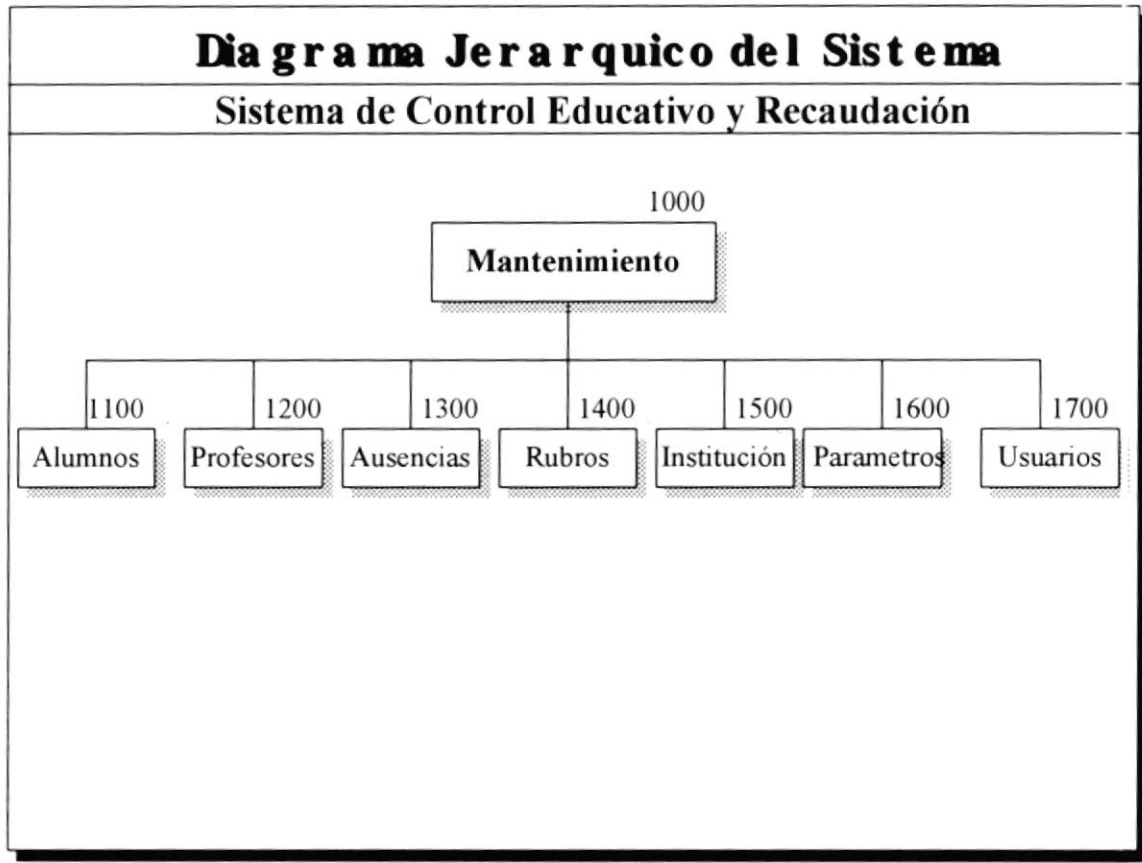 Diagrama Jerarquico del Sistema
Sistema de Control Educativo y Recaudación
1000
Mantenimiento
1100 1200 1300 1400 1500 1600 1700
Alumnos Profesores Ausencias Rubros Institución Parametros Usuarios